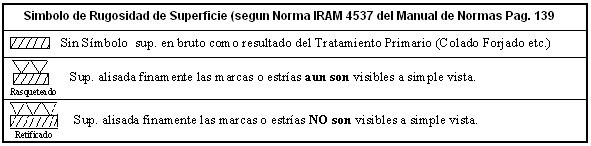 Simbolo de Rugosidad de Superficie (segun Norma IRAM 4537 del Manual de Normas Pag. 139
Sin Símbolo sup. en bruto como resultado del Tratamiento Primario (Colado Forjado etc.)
Sup. alisada finamente las marcas o estrías aun son visibles a simple vista.
Rasqueteado
Sup. alisada finamente las marcas o estrías NO son visibles a simple vista.
Retificado